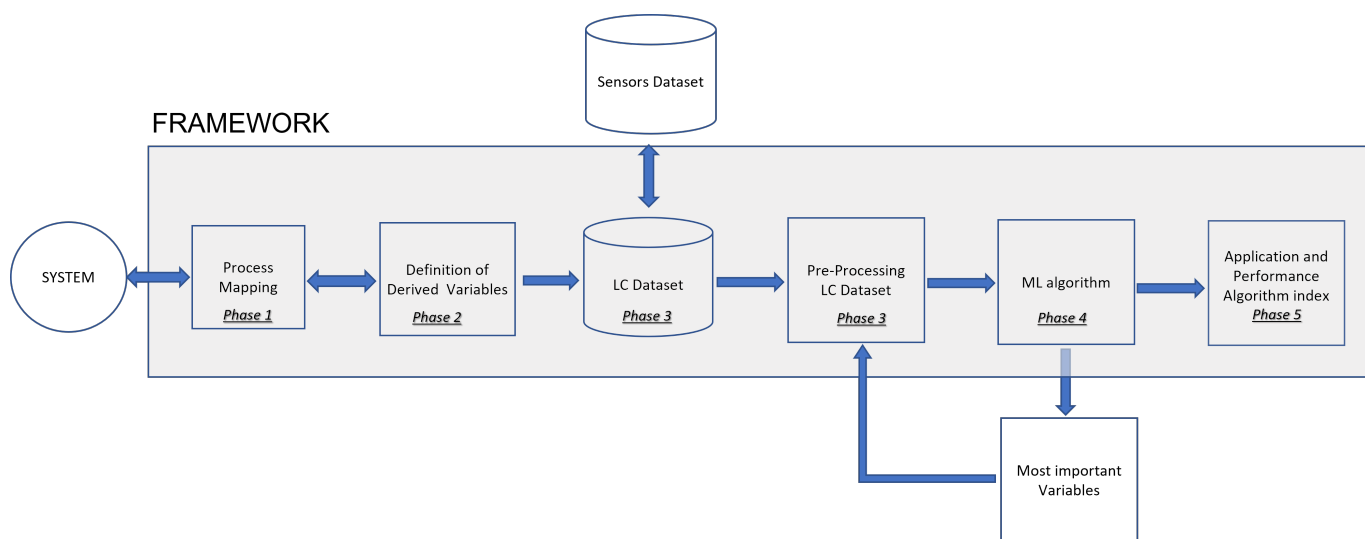 Sensors Dataset
FRAMEWORK
SYSTEM
Process
Mapping
Phase 1
Definition of
Derived Variables
Phase 2
LC Dataset
Phase 3
Pre-Processing
LC Dataset
Phase 3
ML algorithm
Phase 4
Application and
Performance
Algorithm index
Phase 5
Most important
Variables